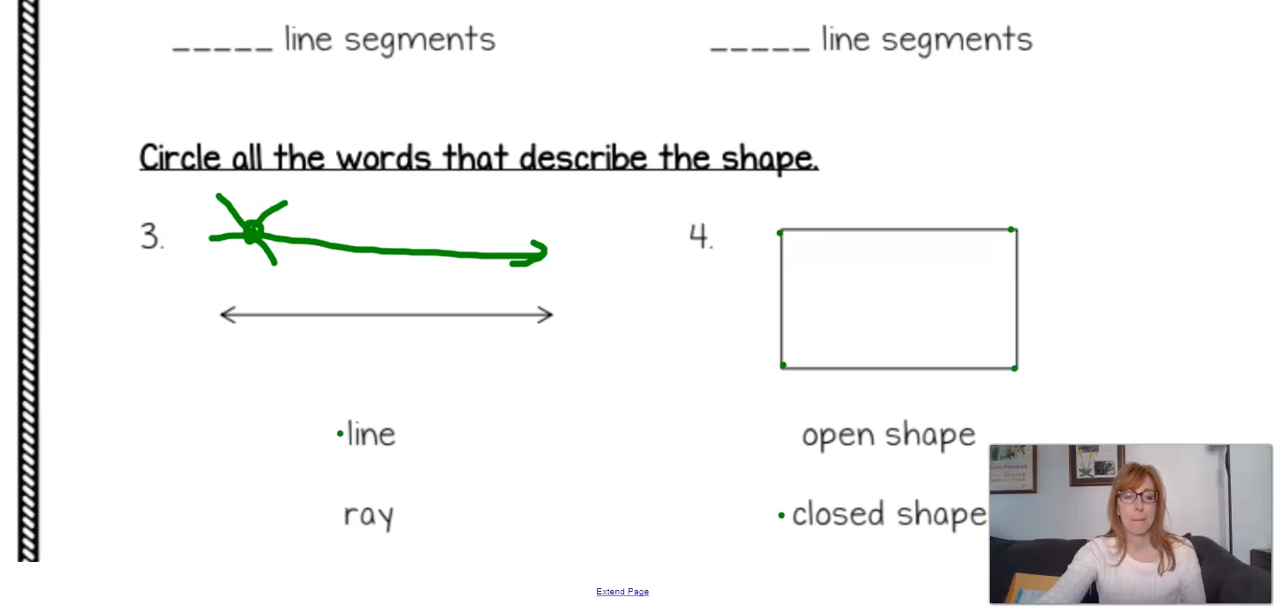 _____ line segments
_____ line segments
Circle all the words that describe the shape.
3.
4.
line
ray
open shape
closed shape
Extend Page